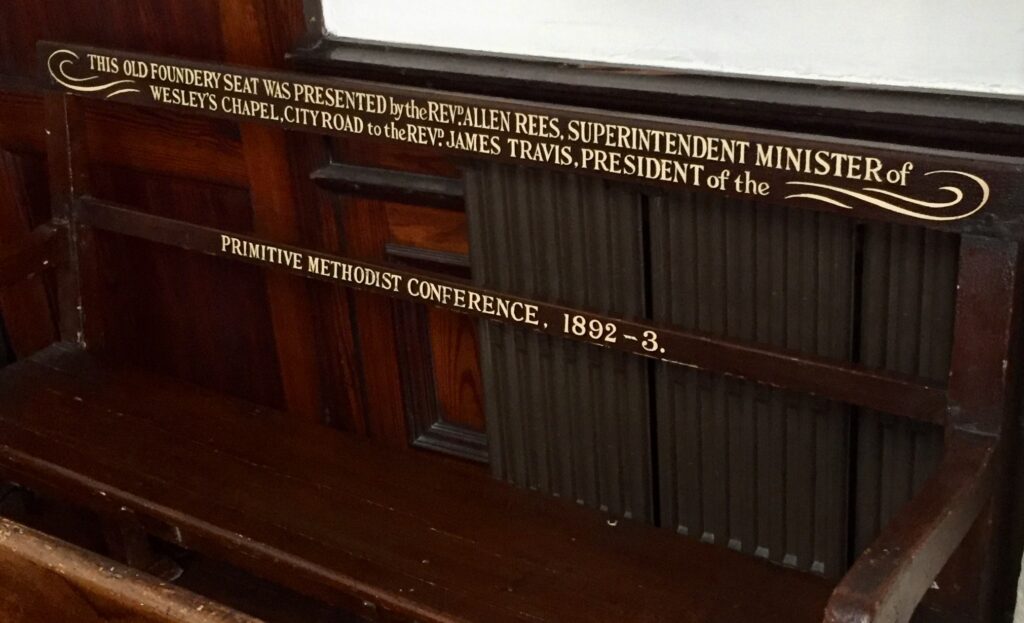 THIS OLD FOUNDERY SEAT WAS PRESENTED by the REVD. ALLEN REES, SUPERINTENDENT MINISTER of
WESLEY'S CHAPEL, CITY ROAD to the REVD. JAMES TRAVIS, PRESIDENT of the
PRIMITIVE METHODIST CONFERENCE, 1892-3.